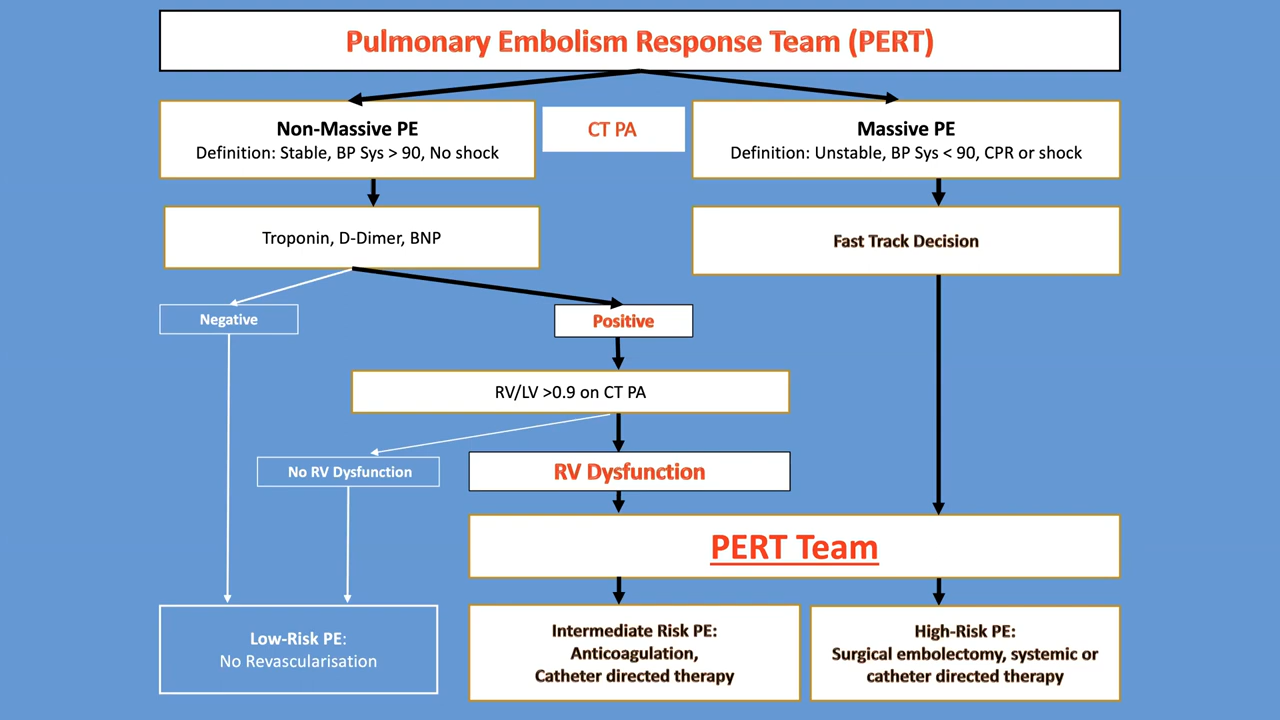 Pulmonary Embolism Response Team (PERT)
Non-Massive PE
Definition: Stable, BP Sys > 90, No shock
CT PA
Massive PE
Definition: Unstable, BP Sys < 90, CPR or shock
Troponin, D-Dimer, BNP
Fast Track Decision
Negative
Positive
RV/LV >0.9 on CT PA
No RV Dysfunction
RV Dysfunction
PERT Team
Low-Risk PE:
No Revascularisation
Intermediate Risk PE:
Anticoagulation,
Catheter directed therapy
High-Risk PE:
Surgical embolectomy, systemic or
catheter directed therapy